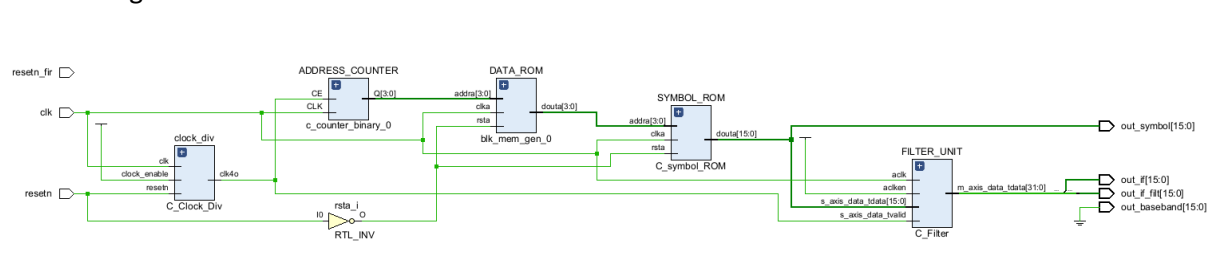 resetn_fir
clk
resetn
clock_div
clk
clock_enable
resetn
clk4o
C_Clock_Div
ADDRESS_COUNTER
CE
CLK
Q[3:0]
c_counter_binary_0
rsta_i
I0
O
RTL_INV
DATA_ROM
addra[3:0]
clka
rsta
douta[3:0]
blk_mem_gen_0
SYMBOL_ROM
addra[3:0]
clka
rsta
douta[15:0]
C_symbol_ROM
FILTER_UNIT
aclk
aclken
s_axis_data_tdata[15:0]
s_axis_data_tvalid
m_axis_data_tdata[31:0]
C_Filter
out_symbol[15:0]
out_if[15:0]
out_if_filt[15:0]
out_baseband[15:0]